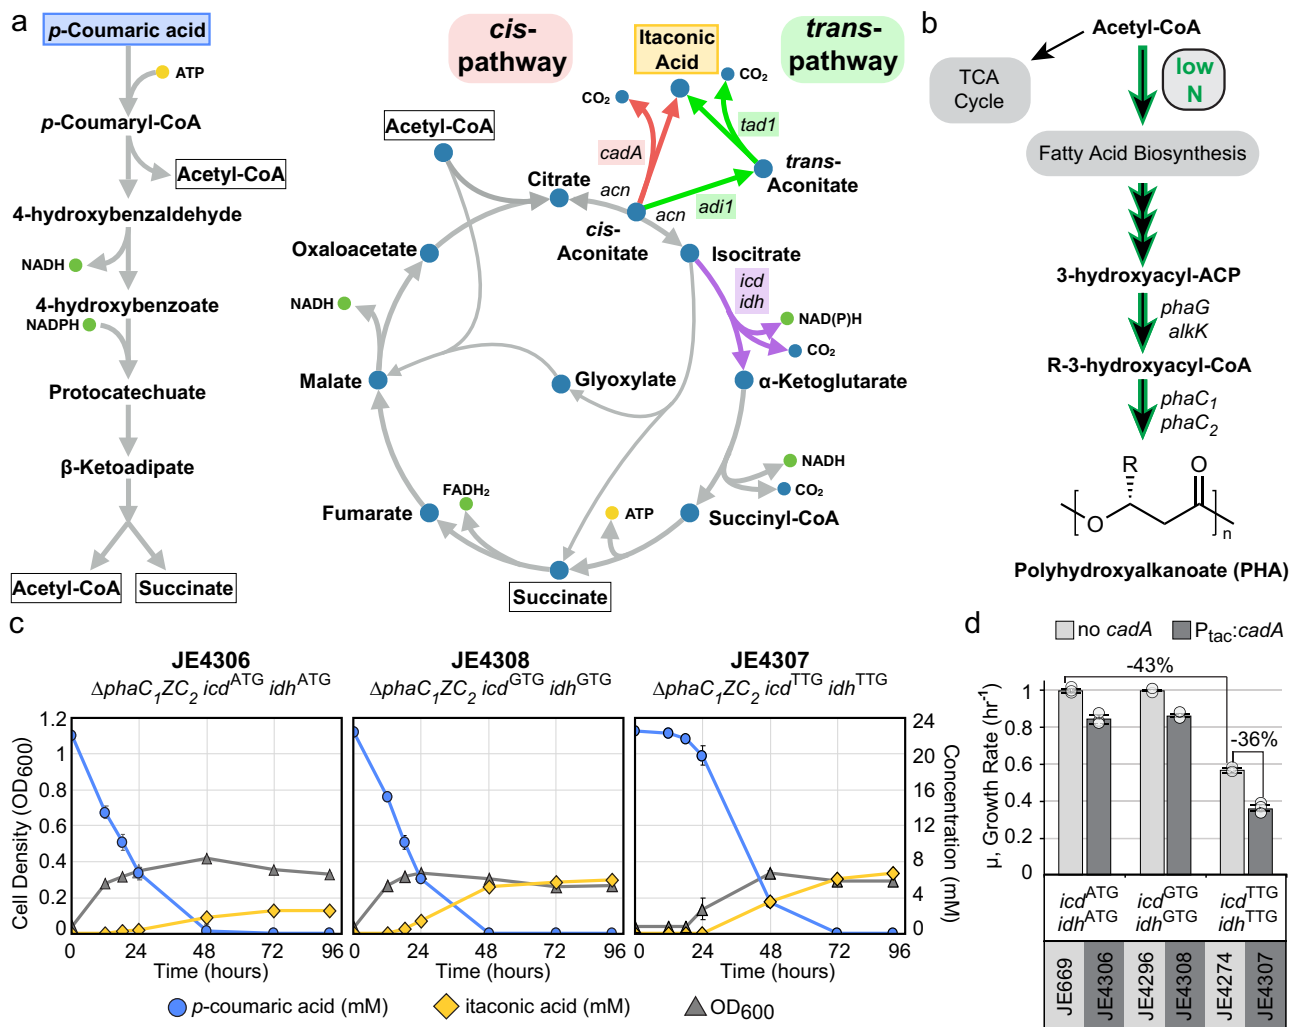 a
p-Coumaric acid
ATP
p-Coumaryl-CoA
Acetyl-CoA
4-hydroxybenzaldehyde
NADH
4-hydroxybenzoate
NADPH
Protocatechuate
β-Ketoadipate
Acetyl-CoA
Succinate
cis-
pathway
Itaconic
Acid
trans-
pathway
CO2
CO2
Acetyl-CoA
cadA
tad1
trans-
Aconitate
Citrate
acn
acn
adi1
cis-
Aconitate
Oxaloacetate
Isocitrate
icd
idh
NADH
NAD(P)H
CO2
Malate
Glyoxylate
α-Ketoglutarate
NADH
CO2
FADH2
ATP
Fumarate
Succinyl-CoA
Succinate
b
Acetyl-CoA
TCA
Cycle
low
N
Fatty Acid Biosynthesis
3-hydroxyacyl-ACP
phaG
alkK
R-3-hydroxyacyl-CoA
phaC1
phaC2
R
O
O
n
Polyhydroxyalkanoate (PHA)
c
JE4306
ΔphaC1ZC2 icdATG idhATG
JE4308
ΔphaC1ZC2 icdGTG idhGTG
JE4307
ΔphaC1ZC2 icdTTG idhTTG
Cell Density (OD600)
1.2
1.0
0.8
0.6
0.4
0.2
0
0 24 48 72 96
0 24 48 72 96
0 24 48 72 96
Time (hours)
Time (hours)
Time (hours)
24
20
16
12
8
4
0
Concentration (mM)
p-coumaric acid (mM)
itaconic acid (mM)
OD600
d
no cadA
Ptac:cadA
μ, Growth Rate (hr-1)
1
0.8
0.6
0.4
0.2
0
-43%
-36%
icdATG
idhATG
icdGTG
idhGTG
icdTTG
idhTTG
JE669
JE4306
JE4296
JE4308
JE4274
JE4307